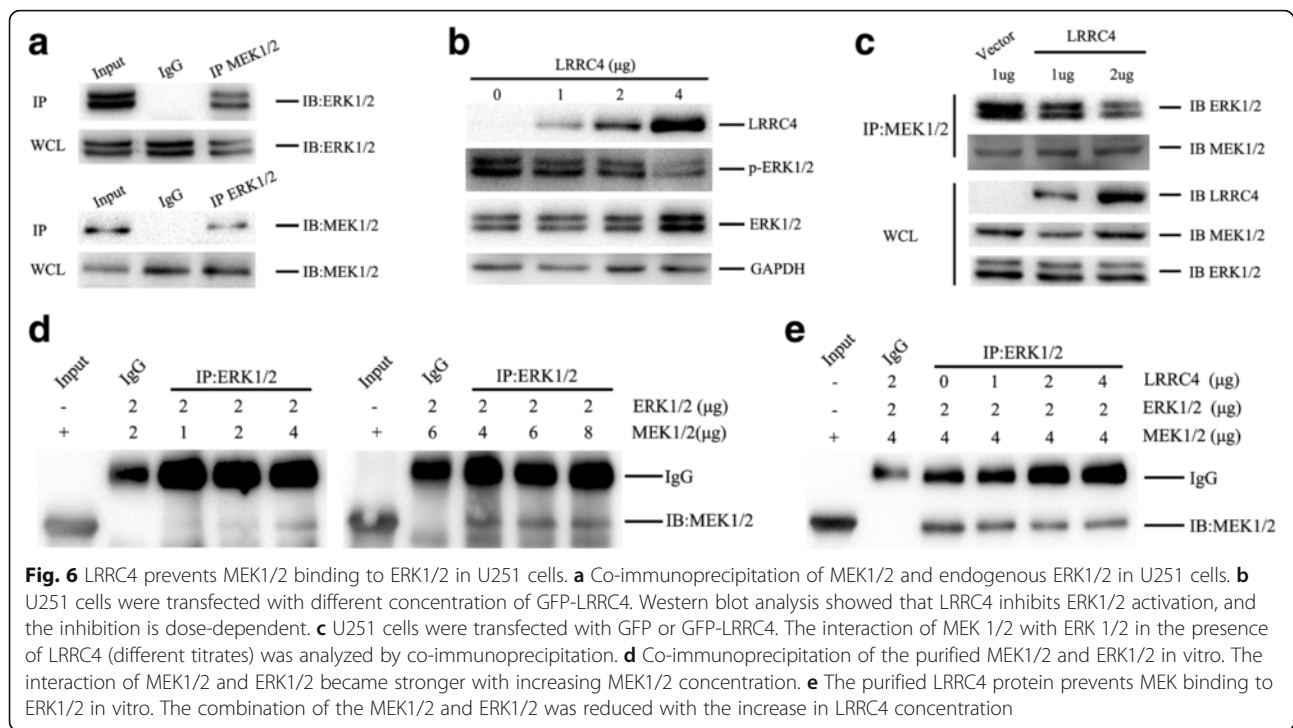 a
Input IgG IP MEK1/2
IP IB:ERK1/2
WCL IB:ERK1/2
Input IgG IP ERK1/2
IP IB:MEK1/2
WCL IB:MEK1/2
b
LRRC4 (μg)
0 1 2 4
LRRC4
p-ERK1/2
ERK1/2
GAPDH
c
Vector LRRC4
1ug 1ug 2ug
IP:MEK1/2
IB ERK1/2
IB MEK1/2
WCL
IB LRRC4
IB MEK1/2
IB ERK1/2
d
Input IgG IP:ERK1/2 Input IgG IP:ERK1/2
- 2 2 2 2 - 2 2 2 2 ERK1/2 (μg)
+ 2 1 2 4 + 6 4 6 8 MEK1/2(μg)
IgG
IB:MEK1/2
e
Input IgG IP:ERK1/2
- 2 0 1 2 4 LRRC4 (μg)
- 2 2 2 2 2 ERK1/2 (μg)
+ 4 4 4 4 4 MEK1/2 (μg)
IgG
IB:MEK1/2
Fig. 6 LRRC4 prevents MEK1/2 binding to ERK1/2 in U251 cells. a Co-immunoprecipitation of MEK1/2 and endogenous ERK1/2 in U251 cells. b
U251 cells were transfected with different concentration of GFP-LRRC4. Western blot analysis showed that LRRC4 inhibits ERK1/2 activation, and
the inhibition is dose-dependent. c U251 cells were transfected with GFP or GFP-LRRC4. The interaction of MEK 1/2 with ERK 1/2 in the presence
of LRRC4 (different titrates) was analyzed by co-immunoprecipitation. d Co-immunoprecipitation of the purified MEK1/2 and ERK1/2 in vitro. The
interaction of MEK1/2 and ERK1/2 became stronger with increasing MEK1/2 concentration. e The purified LRRC4 protein prevents MEK binding to
ERK1/2 in vitro. The combination of the MEK1/2 and ERK1/2 was reduced with the increase in LRRC4 concentration